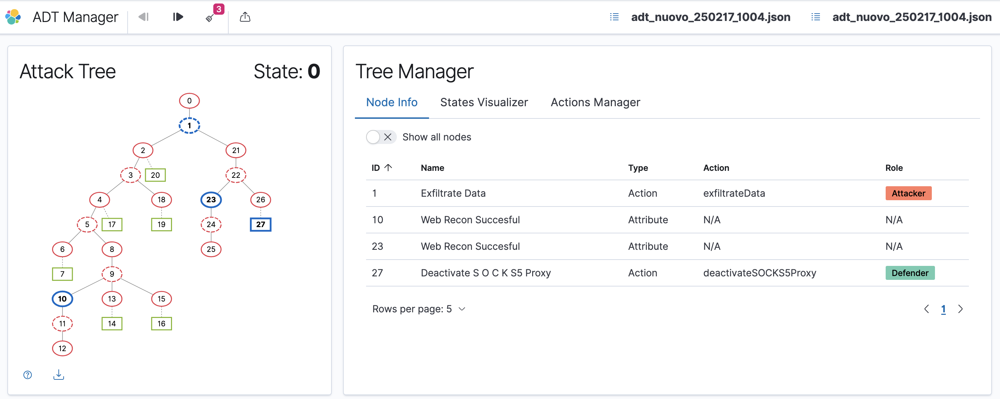 ADT Manager
3
adt_nuovo_250217_1004.json
adt_nuovo_250217_1004.json
Attack Tree
State: 0
0
1
2
21
3
20
22
4
18
23
26
5
17
19
24
27
6
8
25
7
9
10
13
15
11
14
16
12
?
Tree Manager
Node Info
States Visualizer
Actions Manager
Show all nodes
ID Name Type Action Role
1 Exfiltrate Data Action exfiltrateData Attacker
10 Web Recon Succesful Attribute N/A N/A
23 Web Recon Succesful Attribute N/A N/A
27 Deactivate S O C K S5 Proxy Action deactivateSOCKS5Proxy Defender
Rows per page: 5
1